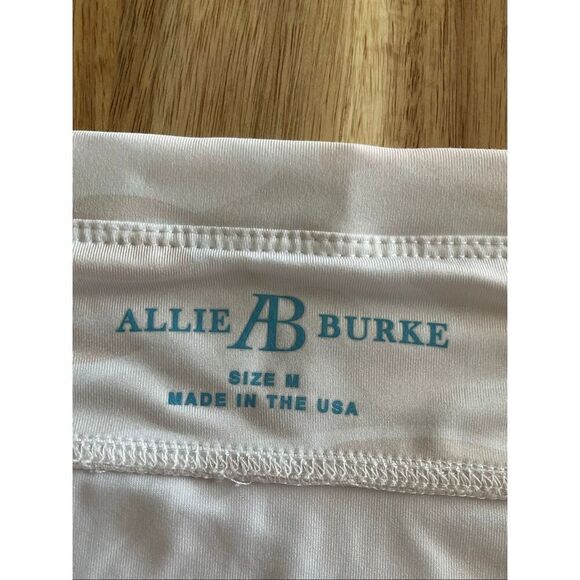 ALLIE AB BURKE
SIZE M
MADE IN THE USA